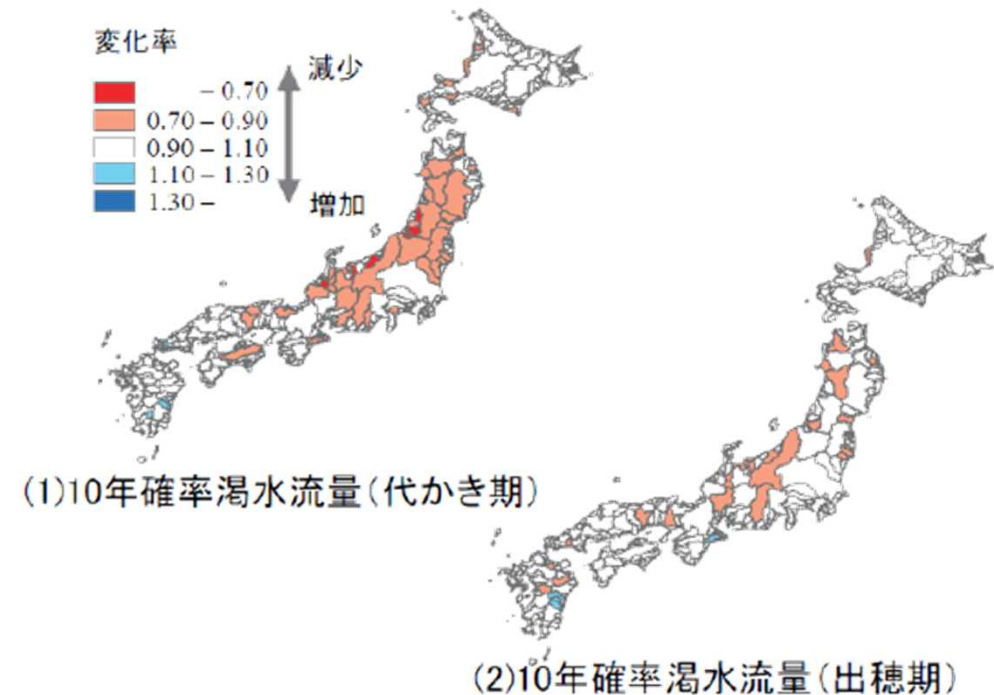 変化率
減少
– 0.70
0.70 – 0.90
0.90 – 1.10
1.10 – 1.30
1.30 –
増加
(1)10年確率渇水流量(代かき期)
(2)10年確率渇水流量(出穂期)